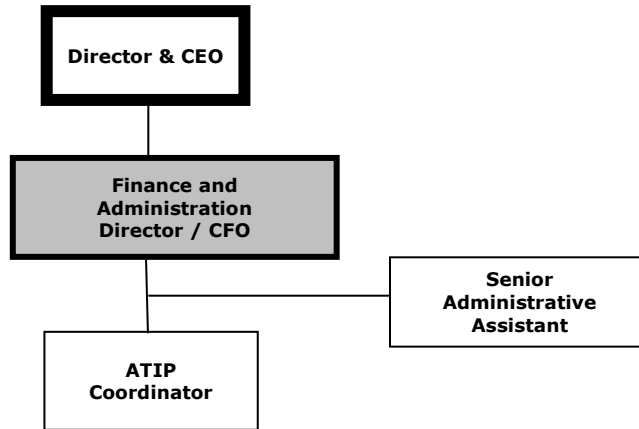 Director & CEO
Finance and
Administration
Director / CFO
Senior
Administrative
Assistant
ATIP
Coordinator